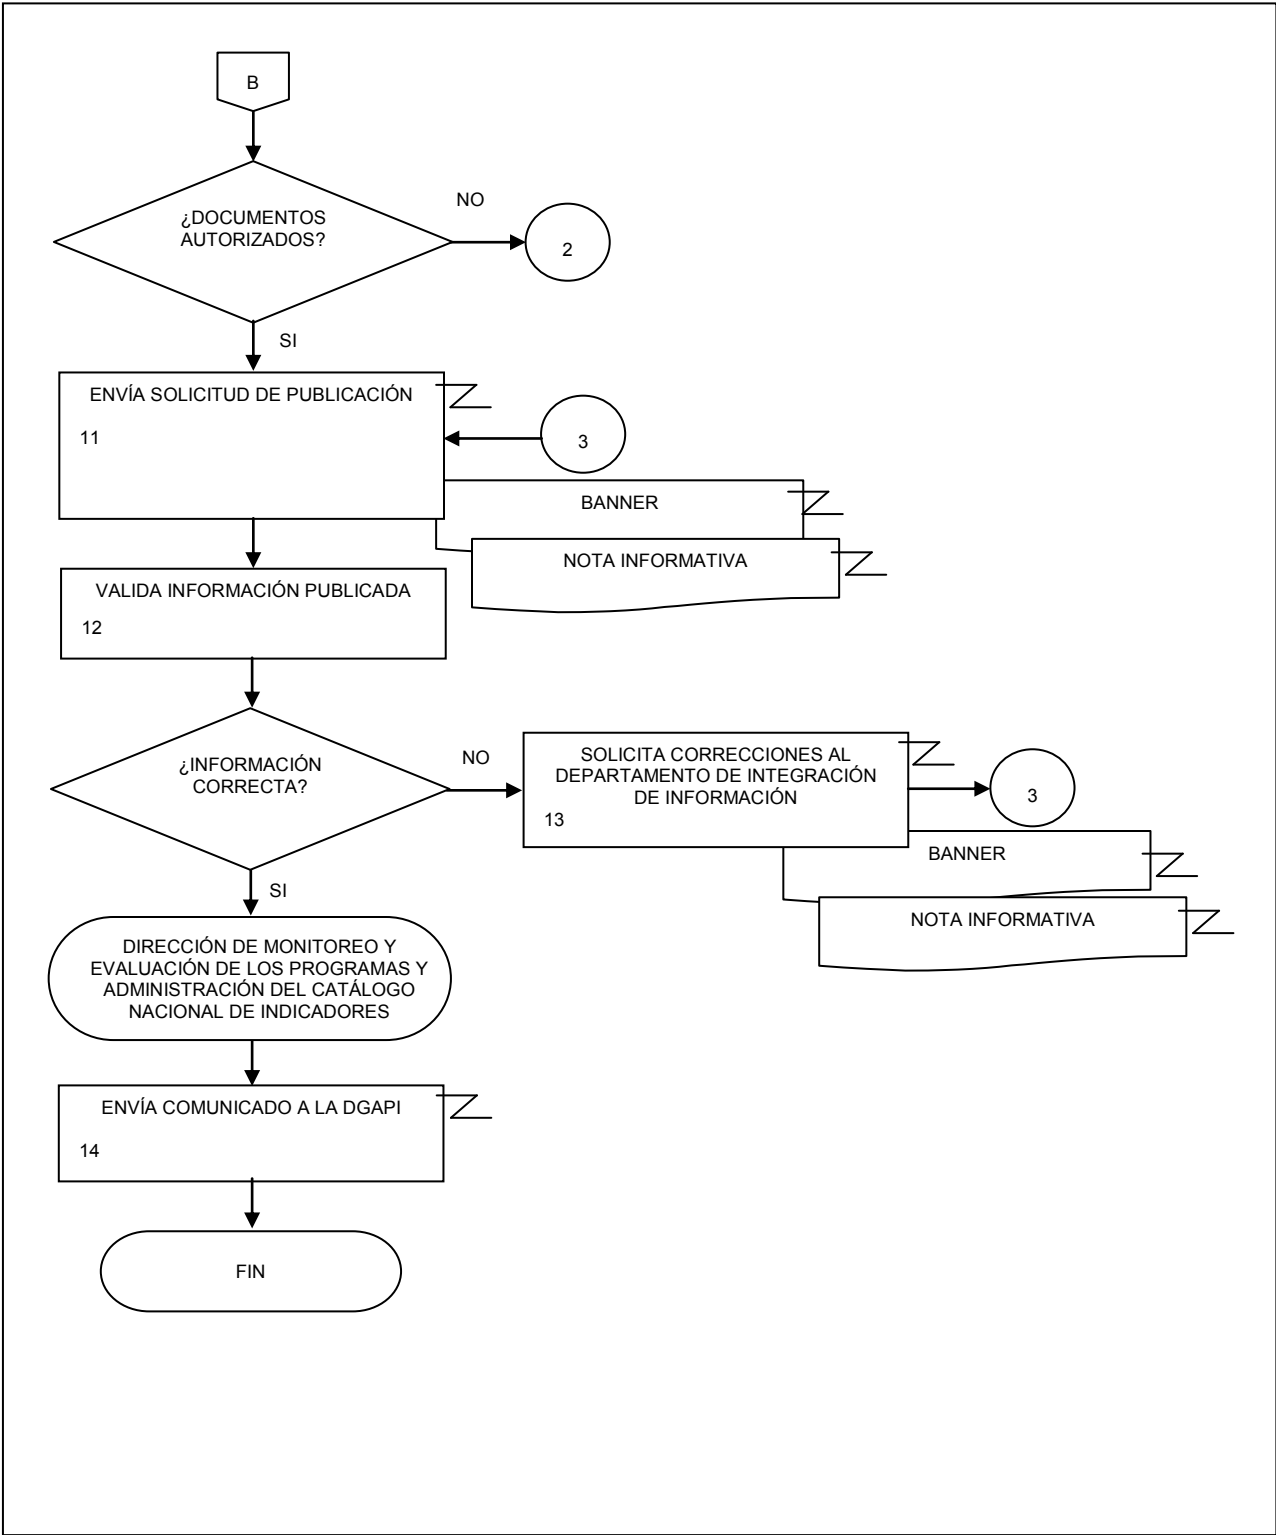 B
¿DOCUMENTOS
AUTORIZADOS?
NO
2
SI
ENVÍA SOLICITUD DE PUBLICACIÓN
11
3
BANNER
NOTA INFORMATIVA
VALIDA INFORMACIÓN PUBLICADA
12
¿INFORMACIÓN
CORRECTA?
NO
SOLICITA CORRECCIONES AL
DEPARTAMENTO DE INTEGRACIÓN
DE INFORMACIÓN
13
3
BANNER
NOTA INFORMATIVA
SI
DIRECCIÓN DE MONITOREO Y
EVALUACIÓN DE LOS PROGRAMAS Y
ADMINISTRACIÓN DEL CATÁLOGO
NACIONAL DE INDICADORES
ENVÍA COMUNICADO A LA DGAPI
14
FIN